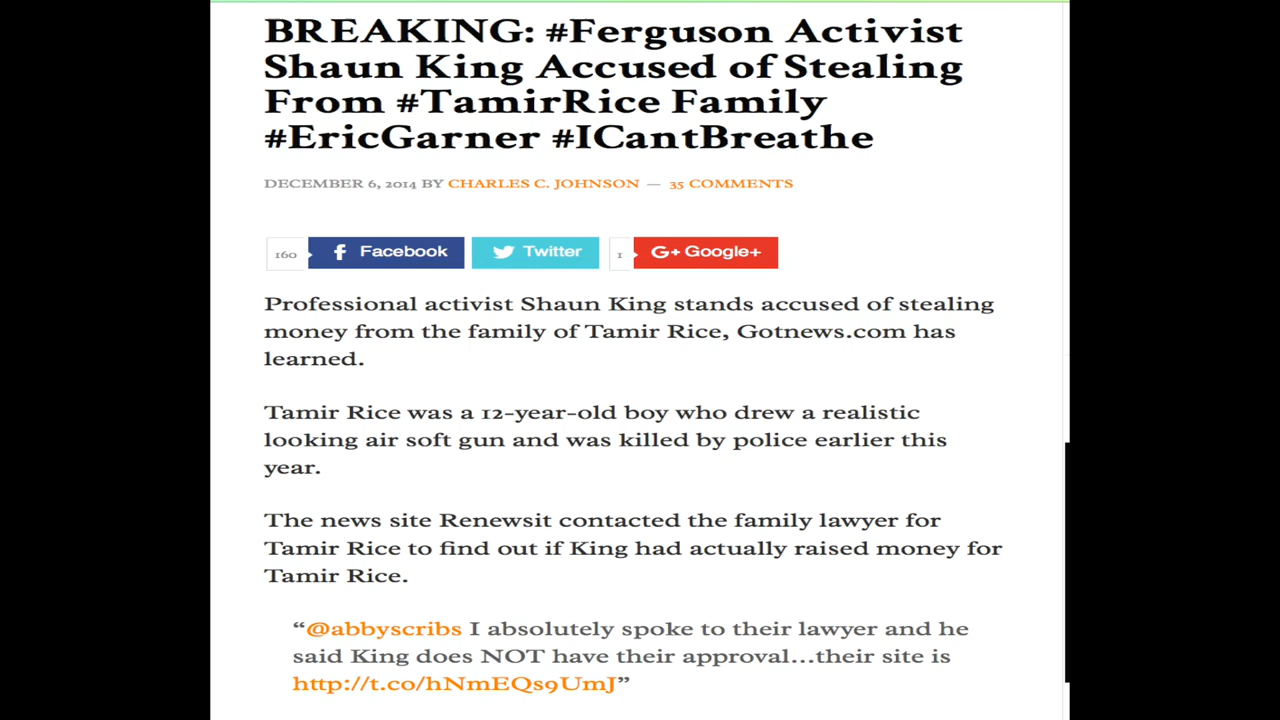 BREAKING: #Ferguson Activist
Shaun King Accused of Stealing
From #TamirRice Family
#EricGarner #ICantBreathe
DECEMBER 6, 2014 BY CHARLES C. JOHNSON — 35 COMMENTS
160 Facebook Twitter 1 G+ Google+
Professional activist Shaun King stands accused of stealing
money from the family of Tamir Rice, Gotnews.com has
learned.
Tamir Rice was a 12-year-old boy who drew a realistic
looking air soft gun and was killed by police earlier this
year.
The news site Renewsit contacted the family lawyer for
Tamir Rice to find out if King had actually raised money for
Tamir Rice.
“@abbyscribs I absolutely spoke to their lawyer and he
said King does NOT have their approval…their site is
http://t.co/hNmEQs9UmJ”